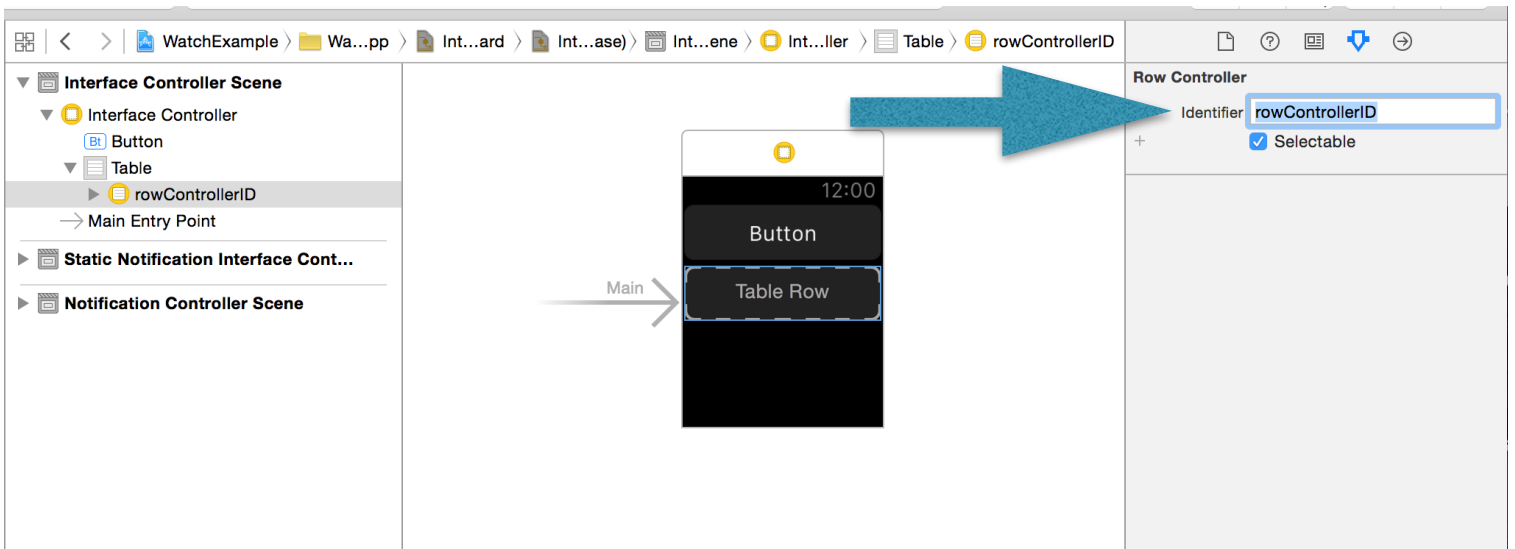 WatchExample Wa...pp Int...ard Int...ase) Int...ene Int...ller Table rowControllerID
Interface Controller Scene
Interface Controller
Bt Button
Table
rowControllerID
Main Entry Point
Static Notification Interface Cont...
Notification Controller Scene
12:00
Button
Main
Table Row
Row Controller
Identifier rowControllerID
+ Selectable